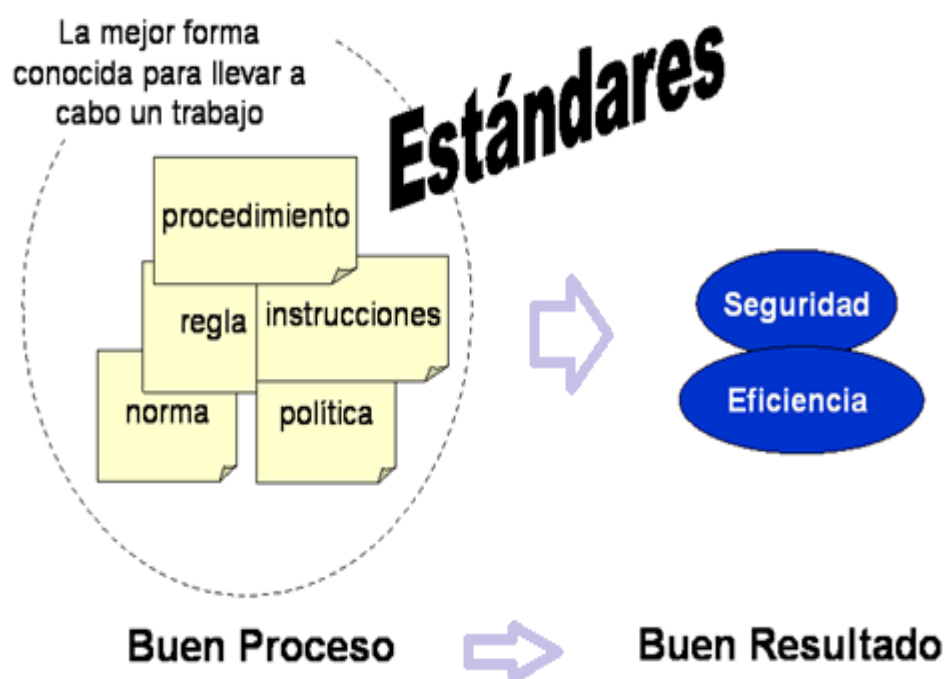 La mejor forma
conocida para llevar a
cabo un trabajo
Estándares
procedimiento
regla
instrucciones
norma
política
Seguridad
Eficiencia
Buen Proceso
Buen Resultado